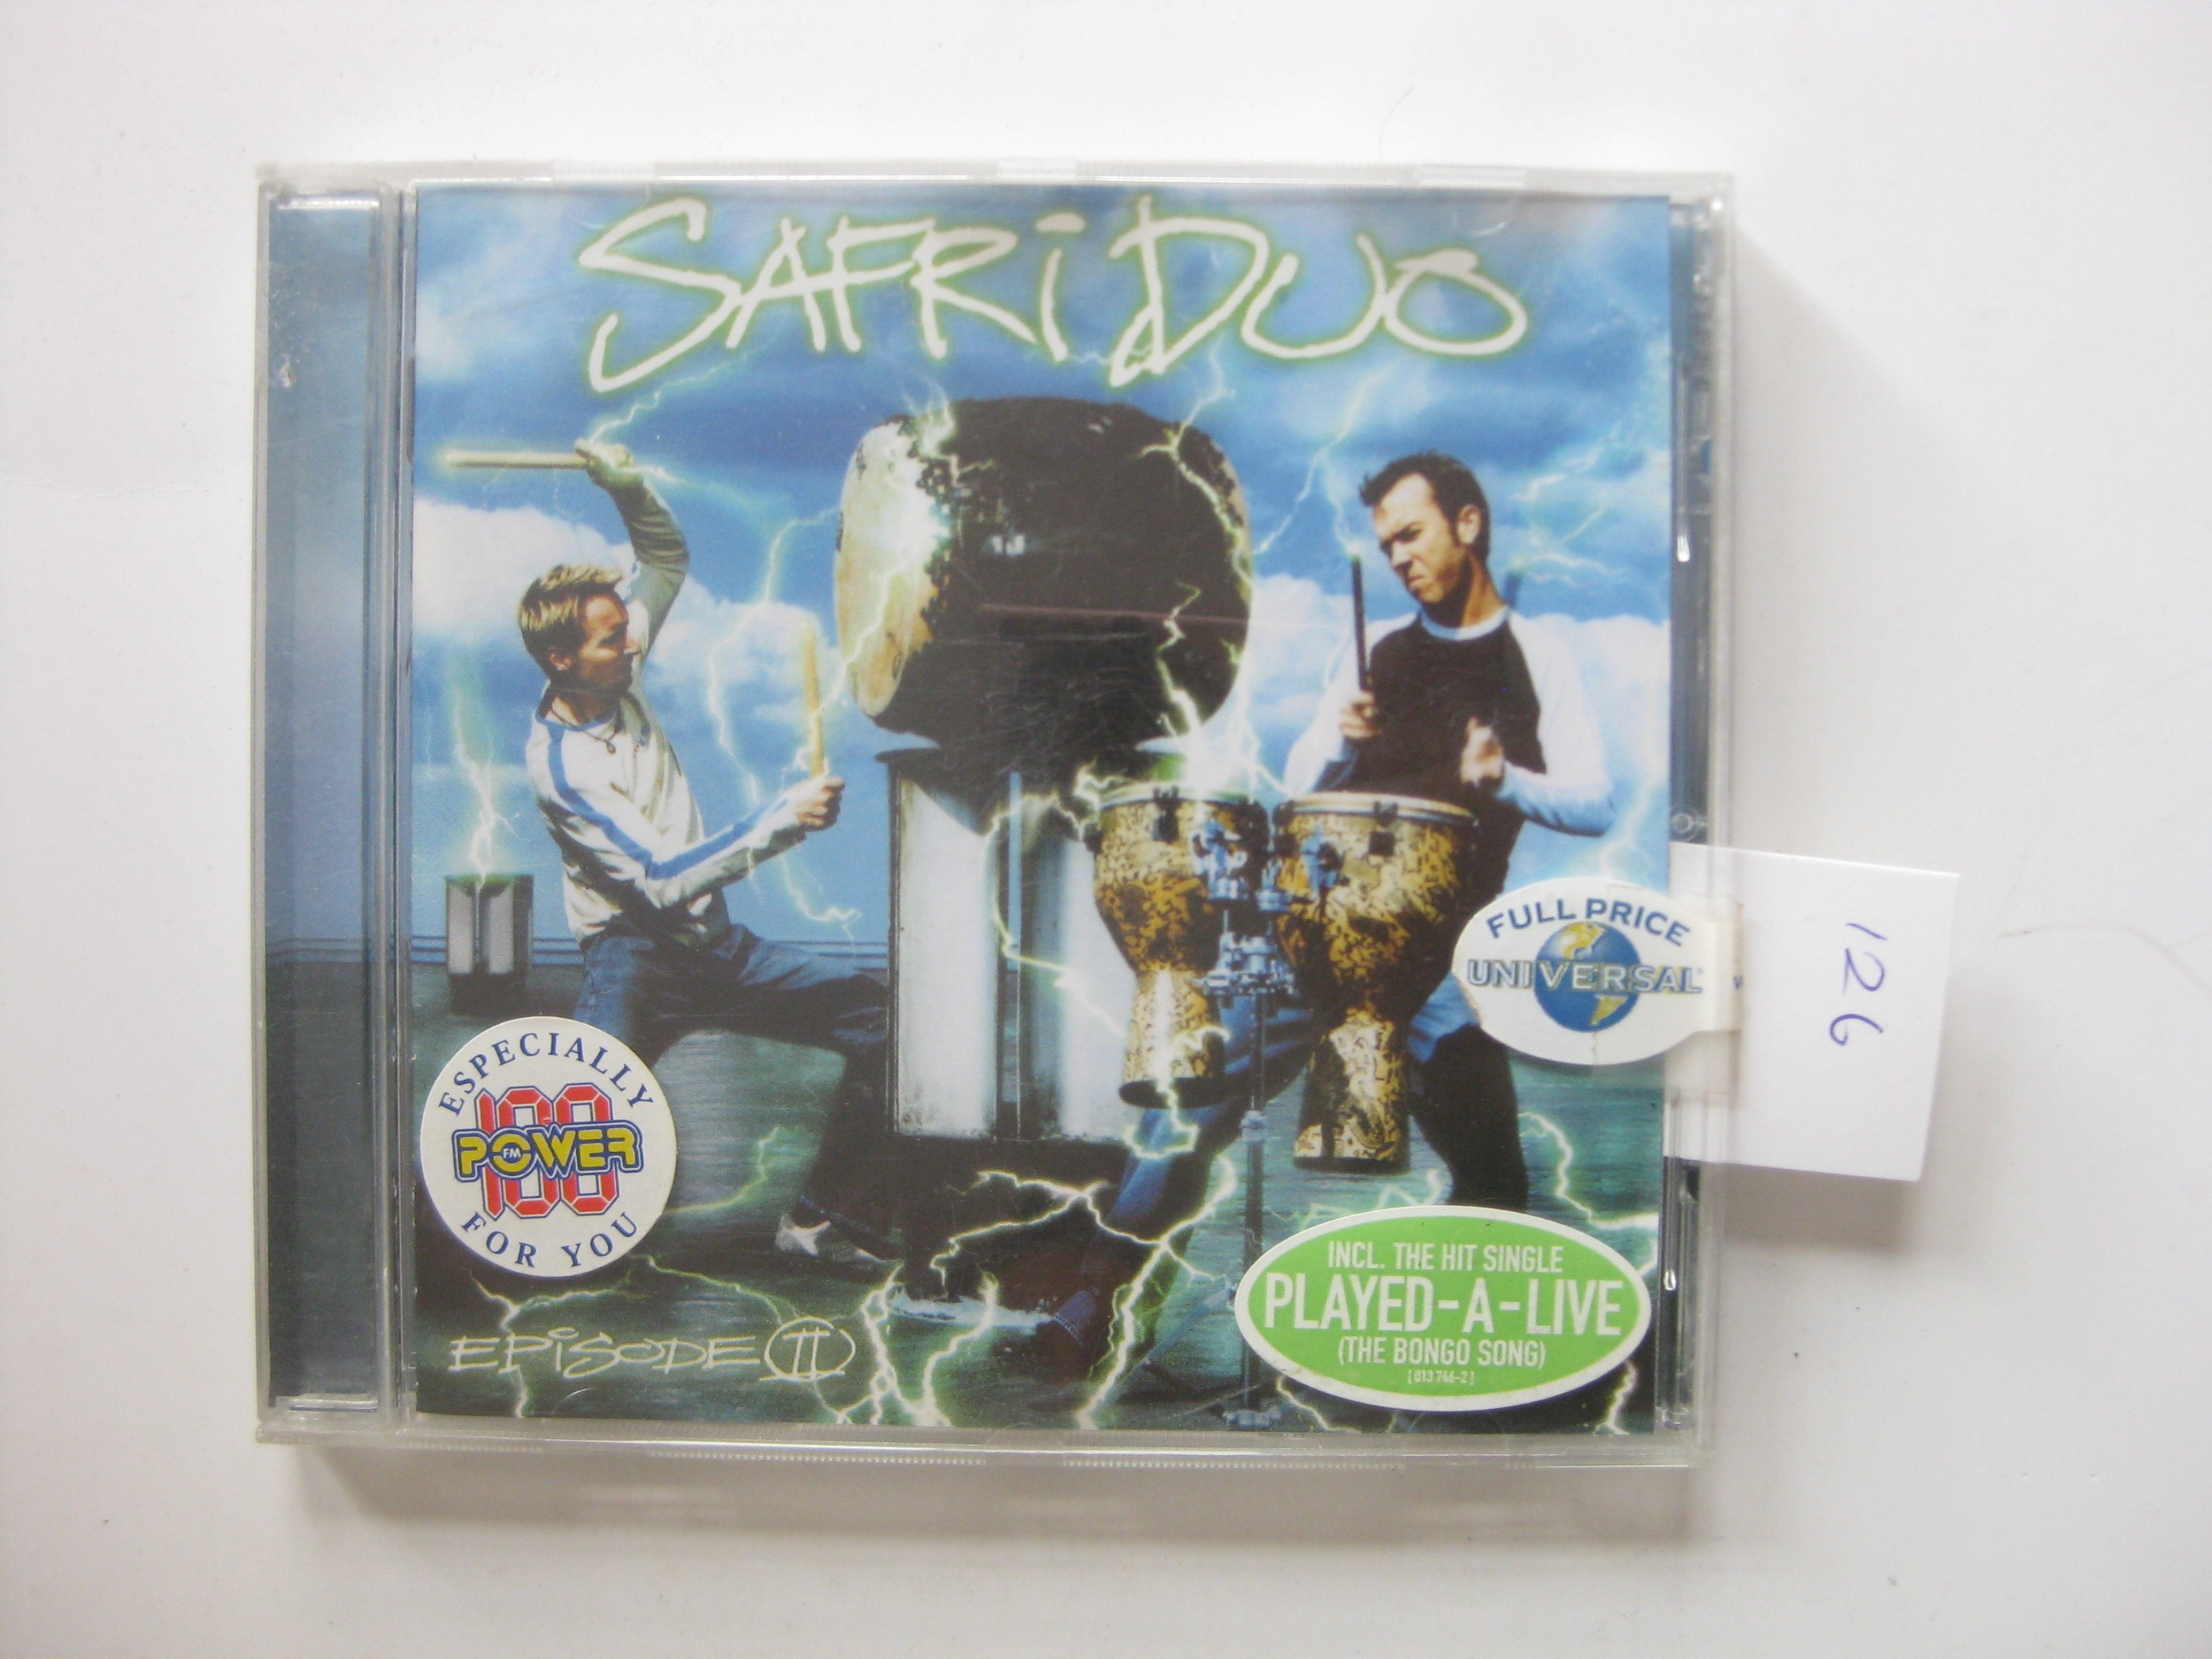 SAFRi DUO
FULL PRICE
UNIVERSAL
126
ESPECIALLY
100
POWER
FM
100
FOR YOU
INCL. THE HIT SINGLE
PLAYED-A-LIVE
(THE BONGO SONG)
[013 746-2]
EPiSODE II